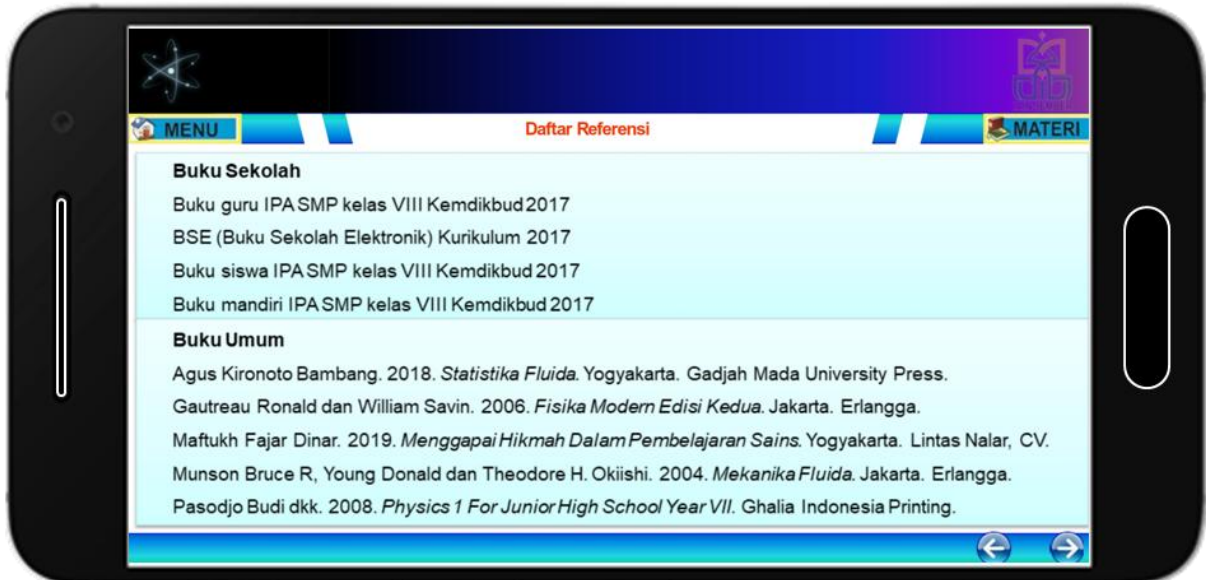 MENU
Daftar Referensi
MATERI
Buku Sekolah
Buku guru IPA SMP kelas VIII Kemdikbud 2017
BSE (Buku Sekolah Elektronik) Kurikulum 2017
Buku siswa IPA SMP kelas VIII Kemdikbud 2017
Buku mandiri IPA SMP kelas VIII Kemdikbud 2017
Buku Umum
Agus Kironoto Bambang. 2018. Statistika Fluida. Yogyakarta. Gadjah Mada University Press.
Gautreau Ronald dan William Savin. 2006. Fisika Modern Edisi Kedua. Jakarta. Erlangga.
Maftukh Fajar Dinar. 2019. Menggapai Hikmah Dalam Pembelajaran Sains. Yogyakarta. Lintas Nalar, CV.
Munson Bruce R, Young Donald dan Theodore H. Okiishi. 2004. Mekanika Fluida. Jakarta. Erlangga.
Pasodjo Budi dkk. 2008. Physics 1 For Junior High School Year VII. Ghalia Indonesia Printing.